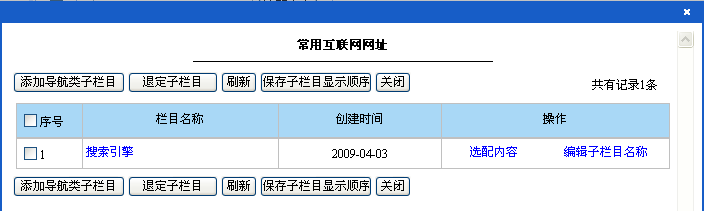 常用互联网网址
添加导航类子栏目 退定子栏目 刷新 保存子栏目显示顺序 关闭 共有记录1条
序号 栏目名称 创建时间 操作
1 搜索引擎 2009-04-03 选配内容 编辑子栏目名称
添加导航类子栏目 退定子栏目 刷新 保存子栏目显示顺序 关闭